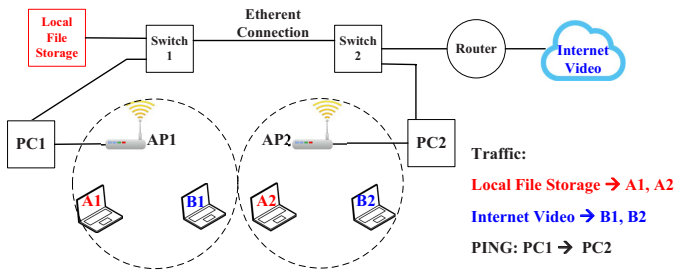 Local
File
Storage
Switch
1
Etherent
Connection
Switch
2
Router
Internet
Video
PC1
AP1
AP2
PC2
A1
B1
A2
B2
Traffic:
Local File Storage → A1, A2
Internet Video → B1, B2
PING: PC1 → PC2